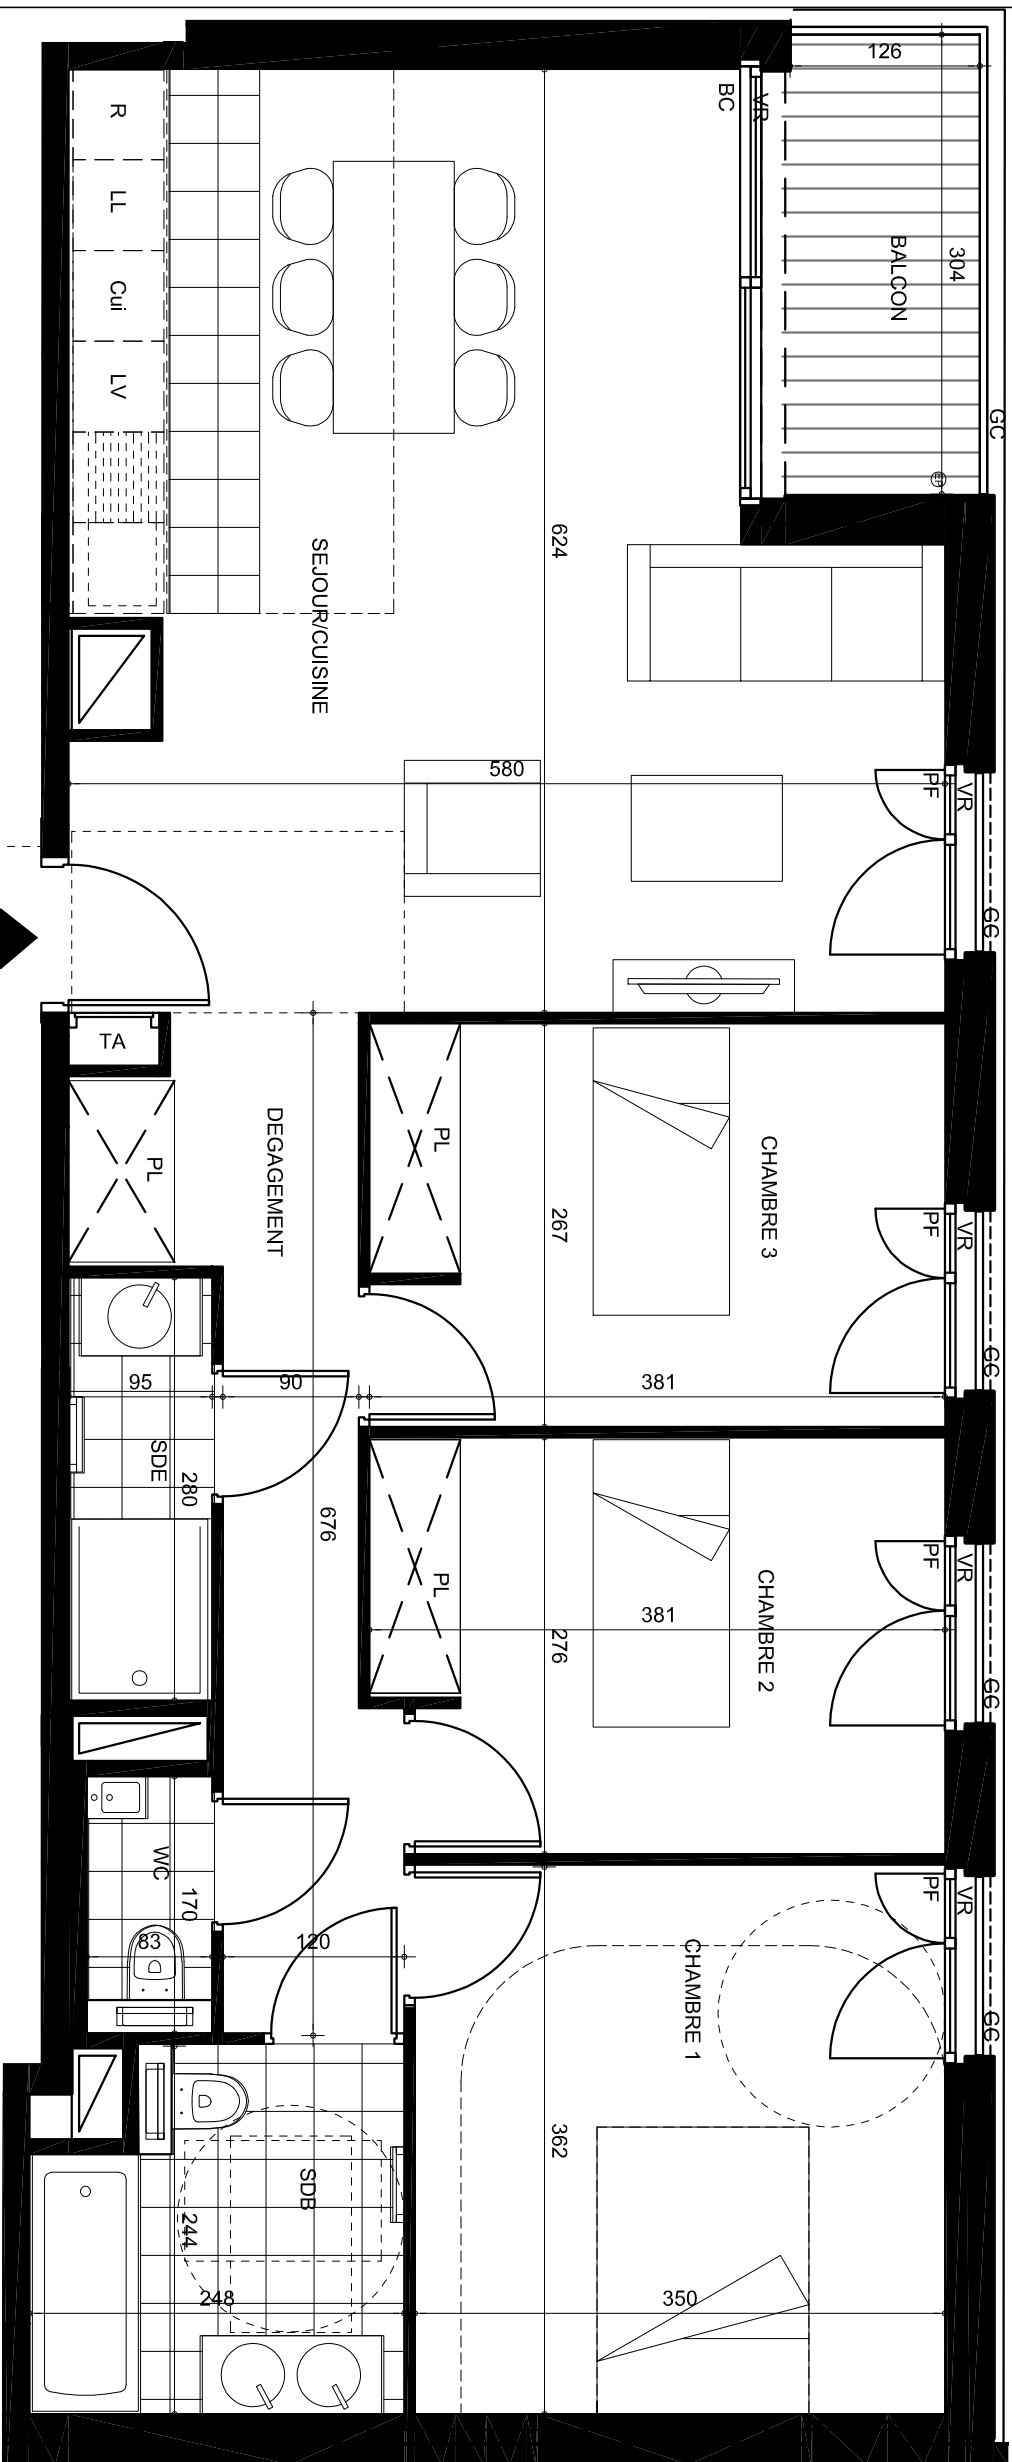 126
BC
VR
R
LL
Cui
LV
BALCON
304
GC
EP
624
SEJOUR/CUISINE
580
PF
VR
GC
TA
PL
DEGAGEMENT
PL
CHAMBRE 3
267
PF
VR
GC
95
90
381
SDE
280
676
PL
CHAMBRE 2
381
276
PF
VR
GC
WC
170
83
120
CHAMBRE 1
PF
VR
GC
362
SDB
244
248
350